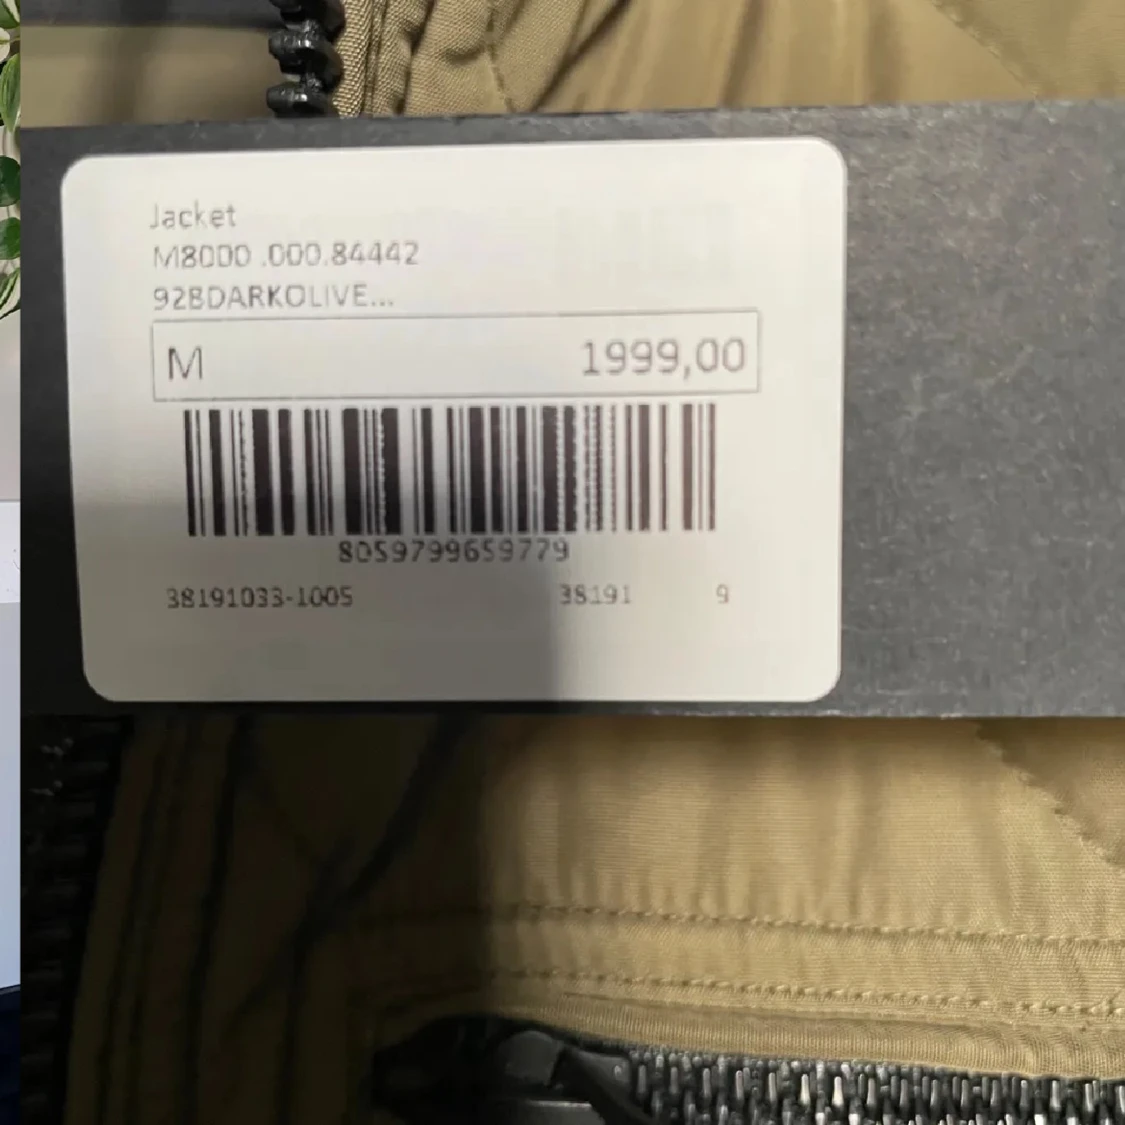 Jacket
M8000 .000.84442
928DARKOLIVE...
M 1999,00
8059799659779
38191033-1005 38191 9